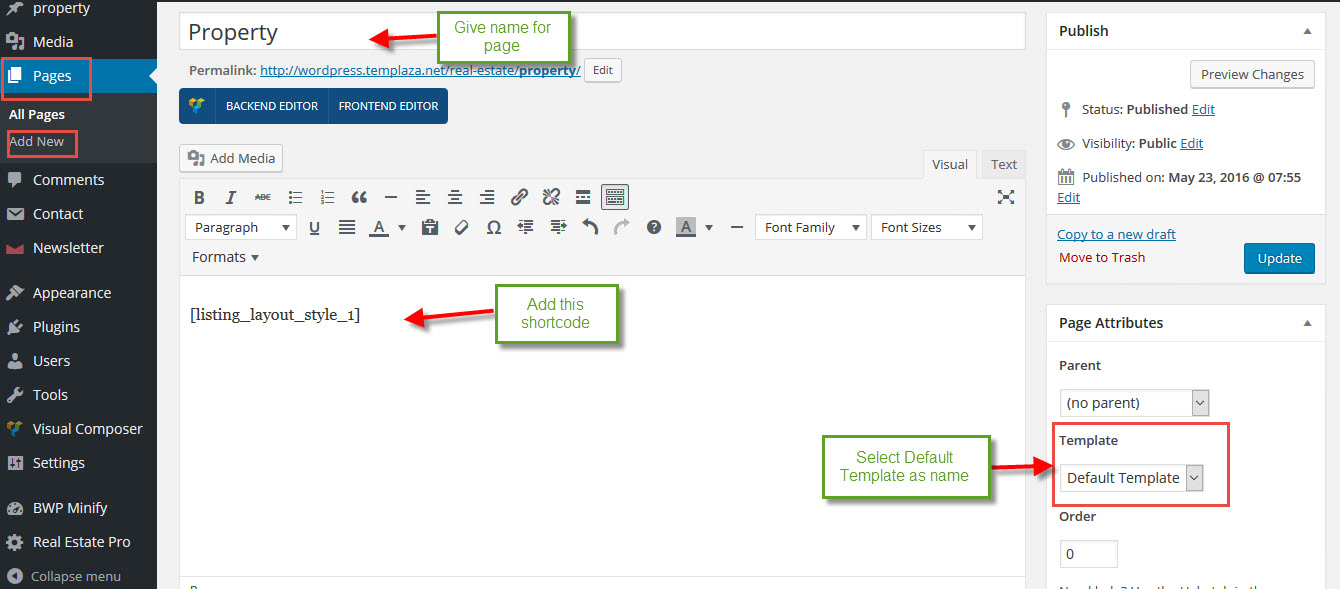 property
Media
Pages
All Pages
Add New
Comments
Contact
Newsletter
Appearance
Plugins
Users
Tools
Visual Composer
Settings
BWP Minify
Real Estate Pro
Collapse menu
Property
Give name for
page
Permalink: http://wordpress.templaza.net/real-estate/property/ Edit
BACKEND EDITOR FRONTEND EDITOR
Add Media
Visual Text
B I ABC
Paragraph U A Ω A Font Family Font Sizes
Formats
[listing_layout_style_1]
Add this
shortcode
Select Default
Template as name
Publish
Preview Changes
Status: Published Edit
Visibility: Public Edit
Published on: May 23, 2016 @ 07:55
Edit
Copy to a new draft
Move to Trash
Update
Page Attributes
Parent
(no parent)
Template
Default Template
Order
0